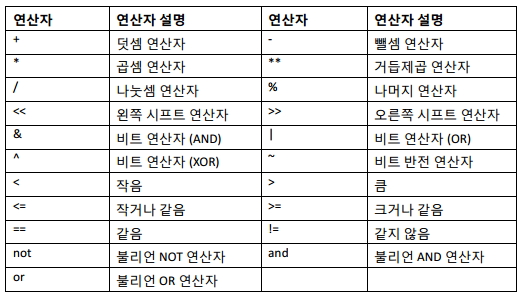 연산자 연산자 설명 연산자 연산자 설명
+ 덧셈 연산자 - 뺄셈 연산자
* 곱셈 연산자 ** 거듭제곱 연산자
/ 나눗셈 연산자 % 나머지 연산자
<< 왼쪽 시프트 연산자 >> 오른쪽 시프트 연산자
& 비트 연산자 (AND) | 비트 연산자 (OR)
^ 비트 연산자 (XOR) ~ 비트 반전 연산자
< 작음 > 큼
<= 작거나 같음 >= 크거나 같음
== 같음 != 같지 않음
not 불리언 NOT 연산자 and 불리언 AND 연산자
or 불리언 OR 연산자